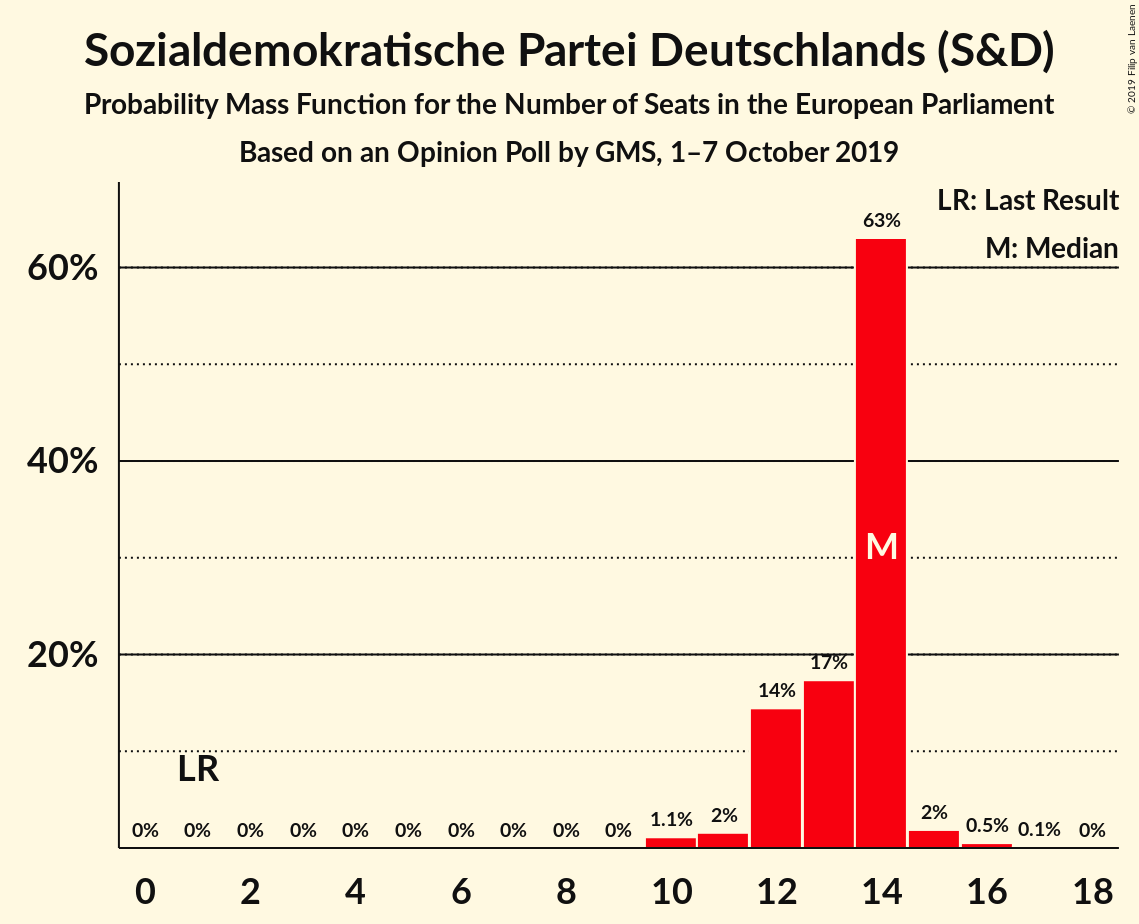 Sozialdemokratische Partei Deutschlands (S&D)
Probability Mass Function for the Number of Seats in the European Parliament
Based on an Opinion Poll by GMS, 1–7 October 2019
© 2019 Filip van Laenen
LR: Last Result
M: Median
63%
60%
40%
M
20%
17%
14%
LR
0% 0% 0% 0% 0% 0% 0% 0% 0% 0% 1.1% 2% 2% 0.5% 0.1% 0%
0 2 4 6 8 10 12 14 16 18